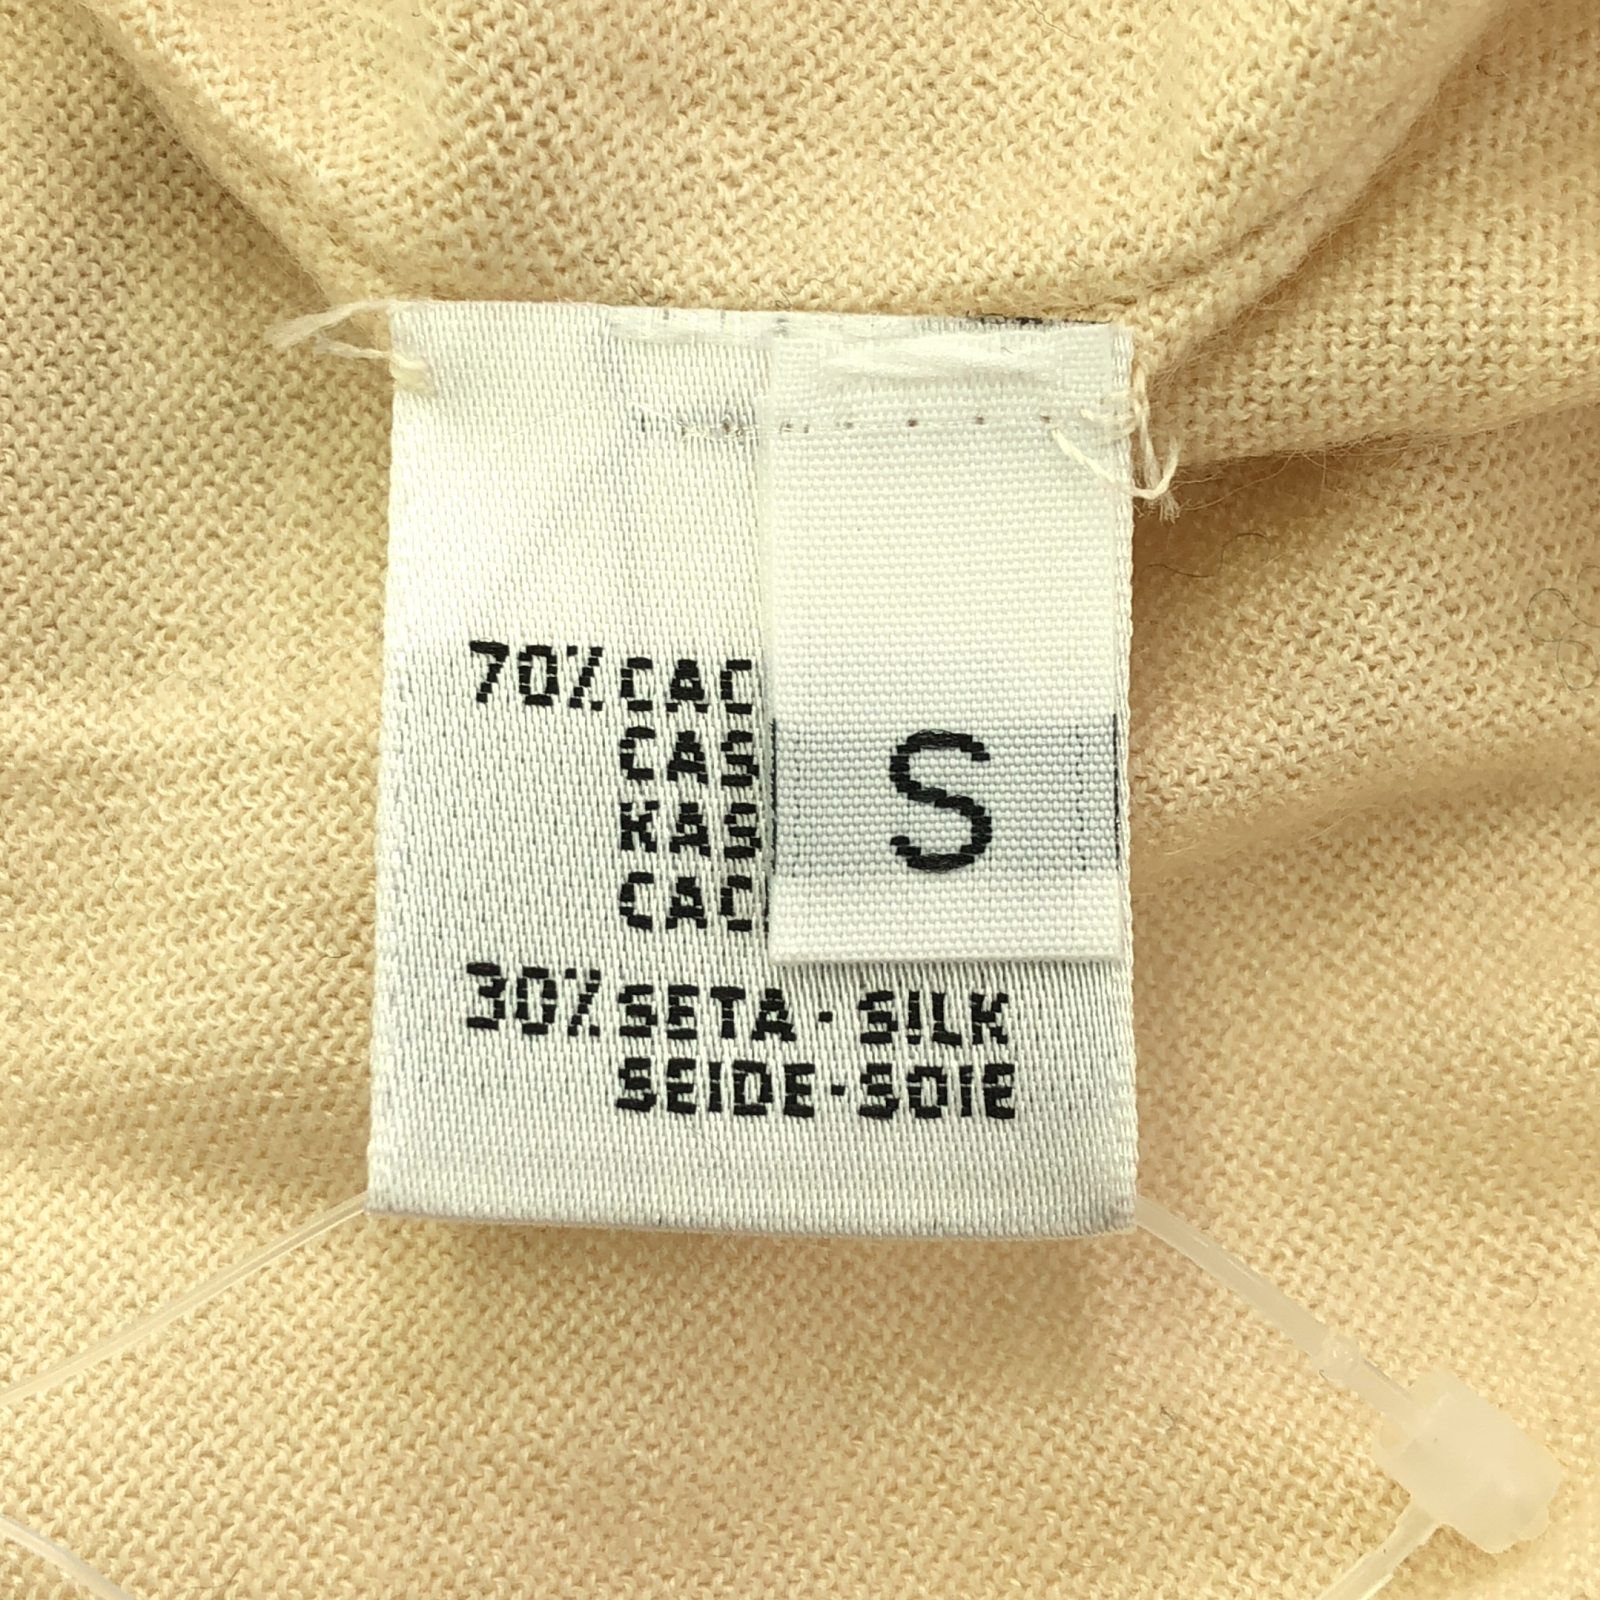 70% CAC
CAS
KAS
CAC
S
30% SETA · SILK
SEIDE · SOIE